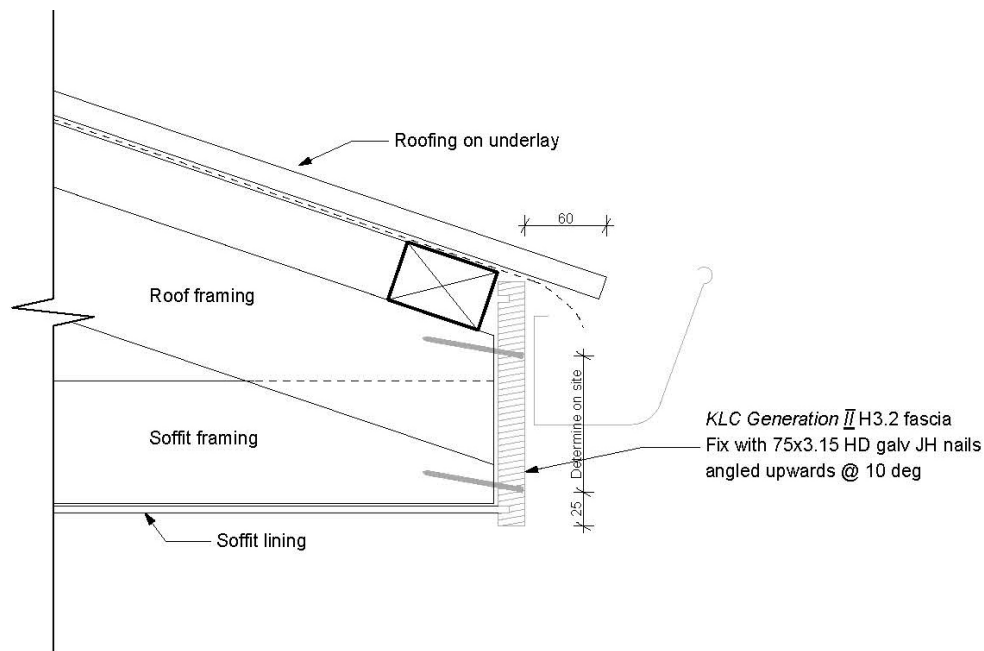 Roofing on underlay
60
Roof framing
Determine on site
KLC Generation II H3.2 fascia
Fix with 75x3.15 HD galv JH nails
angled upwards @ 10 deg
Soffit framing
25
Soffit lining